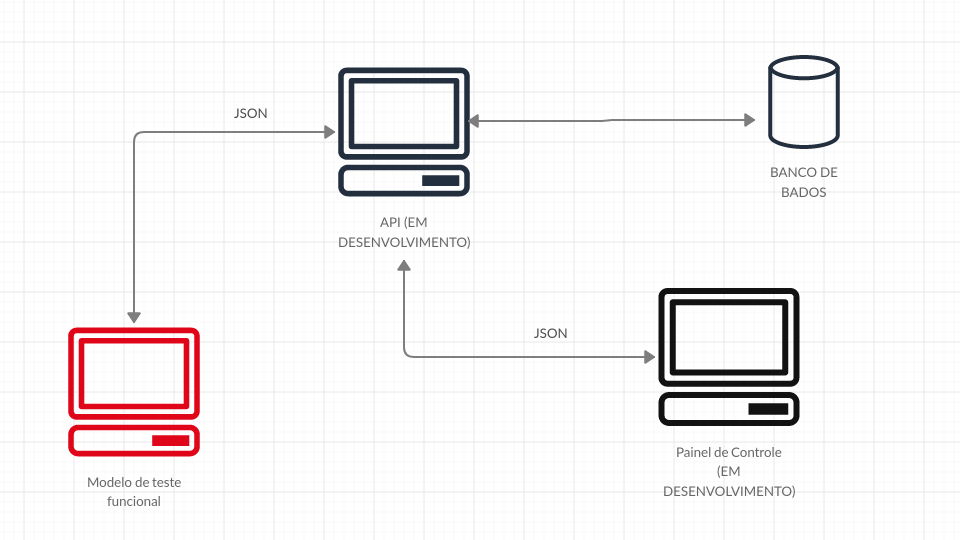 JSON
BANCO DE
BADOS
API (EM
DESENVOLVIMENTO)
JSON
Painel de Controle
(EM
DESENVOLVIMENTO)
Modelo de teste
funcional